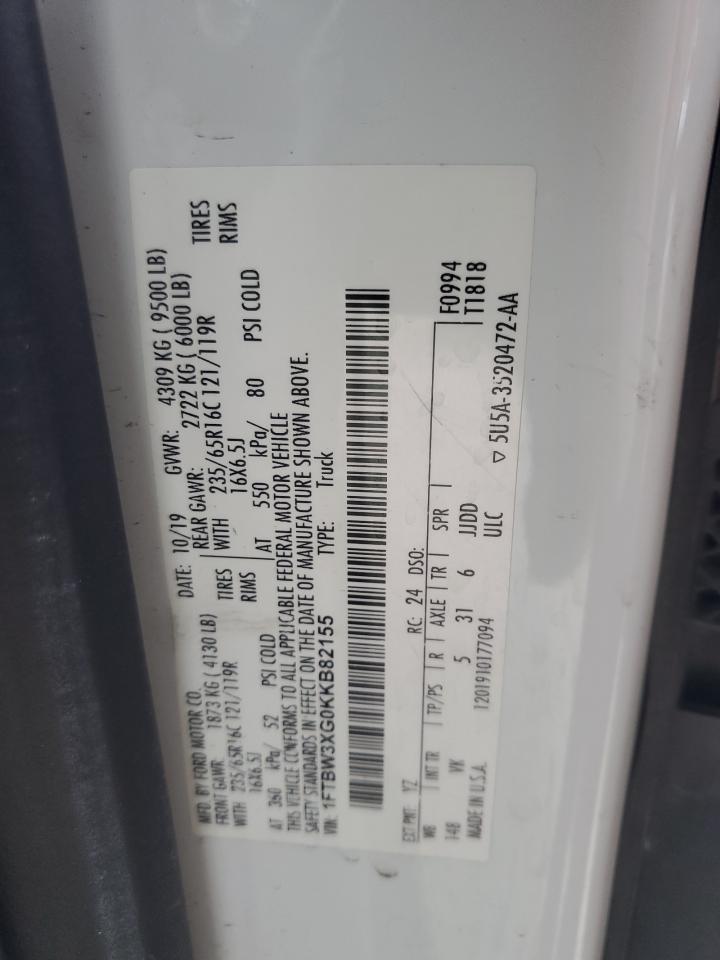 MFD. BY FORD MOTOR CO.
DATE: 10/19 GVWR: 4309 KG ( 9500 LB)
FRONT GAWR: 1873 KG ( 4130 LB) REAR GAWR: 2722 KG ( 6000 LB)
WITH 235/65R16C 121/119R TIRES WITH 235/65R16C 121/119R TIRES
16X6.5J RIMS 16X6.5J RIMS
AT 360 kPa/ 52 PSI COLD AT 550 kPa/ 80 PSI COLD
THIS VEHICLE CONFORMS TO ALL APPLICABLE FEDERAL MOTOR VEHICLE
SAFETY STANDARDS IN EFFECT ON THE DATE OF MANUFACTURE SHOWN ABOVE.
VIN: 1FTBW3XG0KKB82155 TYPE: Truck
EXT PNT: YZ RC: 24 DSO:
WB INT TR TP/PS R AXLE TR SPR F0994
148 VK 5 31 6 JJDD T1818
MADE IN U.S.A. 1201910177094 ULC ▽ 5U5A-3520472-AA